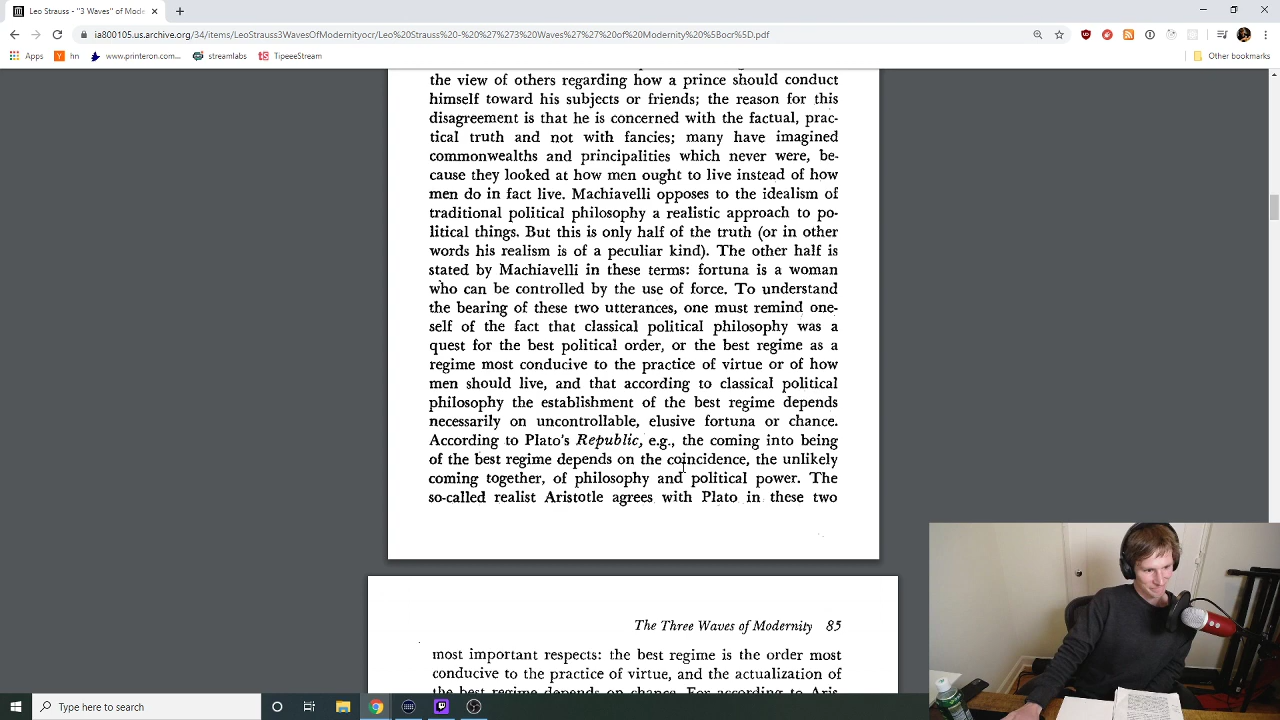 Leo Strauss - "3 Waves" of Mode
ia800105.us.archive.org/34/items/LeoStrauss3WavesOfModernityocr/Leo%20Strauss%20-%20%27%273%20Waves%27%27%20of%20Modernity%20%5Bocr%5D.pdf
Apps hn www.printeron.com... streamlabs TipeeeStream Other bookmarks
the view of others regarding how a prince should conduct
himself toward his subjects or friends; the reason for this
disagreement is that he is concerned with the factual, prac-
tical truth and not with fancies; many have imagined
commonwealths and principalities which never were, be-
cause they looked at how men ought to live instead of how
men do in fact live. Machiavelli opposes to the idealism of
traditional political philosophy a realistic approach to po-
litical things. But this is only half of the truth (or in other
words his realism is of a peculiar kind). The other half is
stated by Machiavelli in these terms: fortuna is a woman
who can be controlled by the use of force. To understand
the bearing of these two utterances, one must remind one-
self of the fact that classical political philosophy was a
quest for the best political order, or the best regime as a
regime most conducive to the practice of virtue or of how
men should live, and that according to classical political
philosophy the establishment of the best regime depends
necessarily on uncontrollable, elusive fortuna or chance.
According to Plato's Republic, e.g., the coming into being
of the best regime depends on the coincidence, the unlikely
coming together, of philosophy and political power. The
so-called realist Aristotle agrees with Plato in these two
The Three Waves of Modernity 85
most important respects: the best regime is the order most
conducive to the practice of virtue, and the actualization of
the best regime depends on chance. For according to Aris-
Type here to search